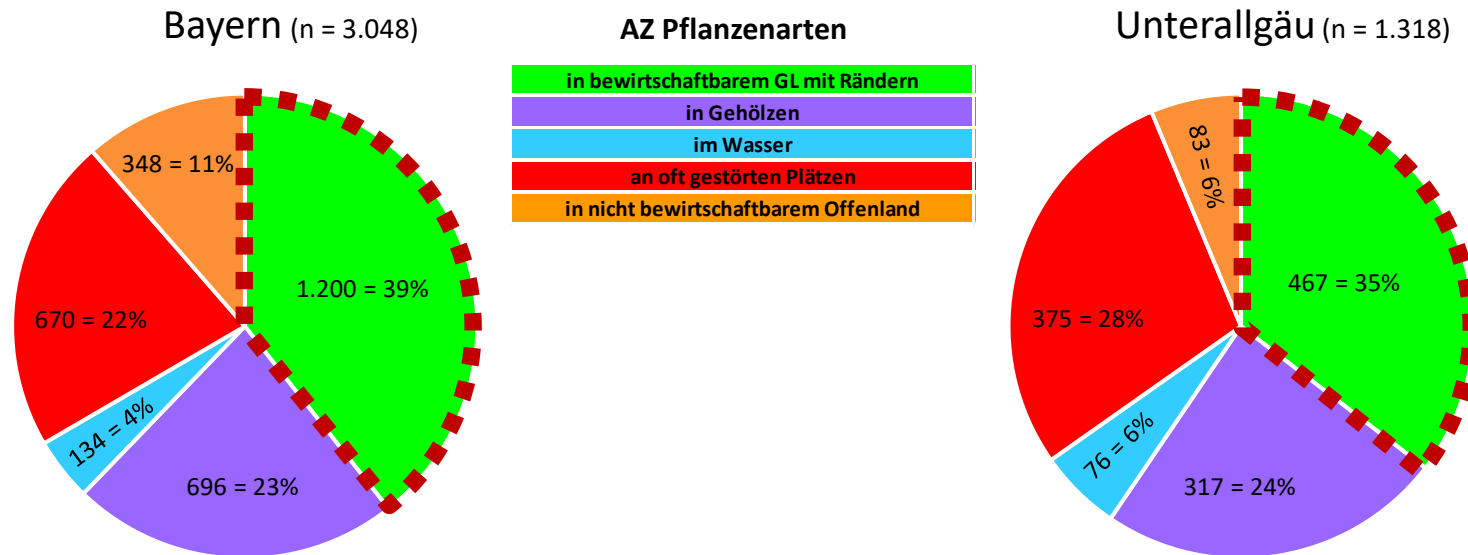 Bayern (n = 3.048)
348 = 11%
1.200 = 39%
670 = 22%
134 = 4%
696 = 23%
AZ Pflanzenarten
in bewirtschaftbarem GL mit Rändern
in Gehölzen
im Wasser
an oft gestörten Plätzen
in nicht bewirtschaftbarem Offenland
Unterallgäu (n = 1.318)
83 = 6%
467 = 35%
375 = 28%
76 = 6%
317 = 24%